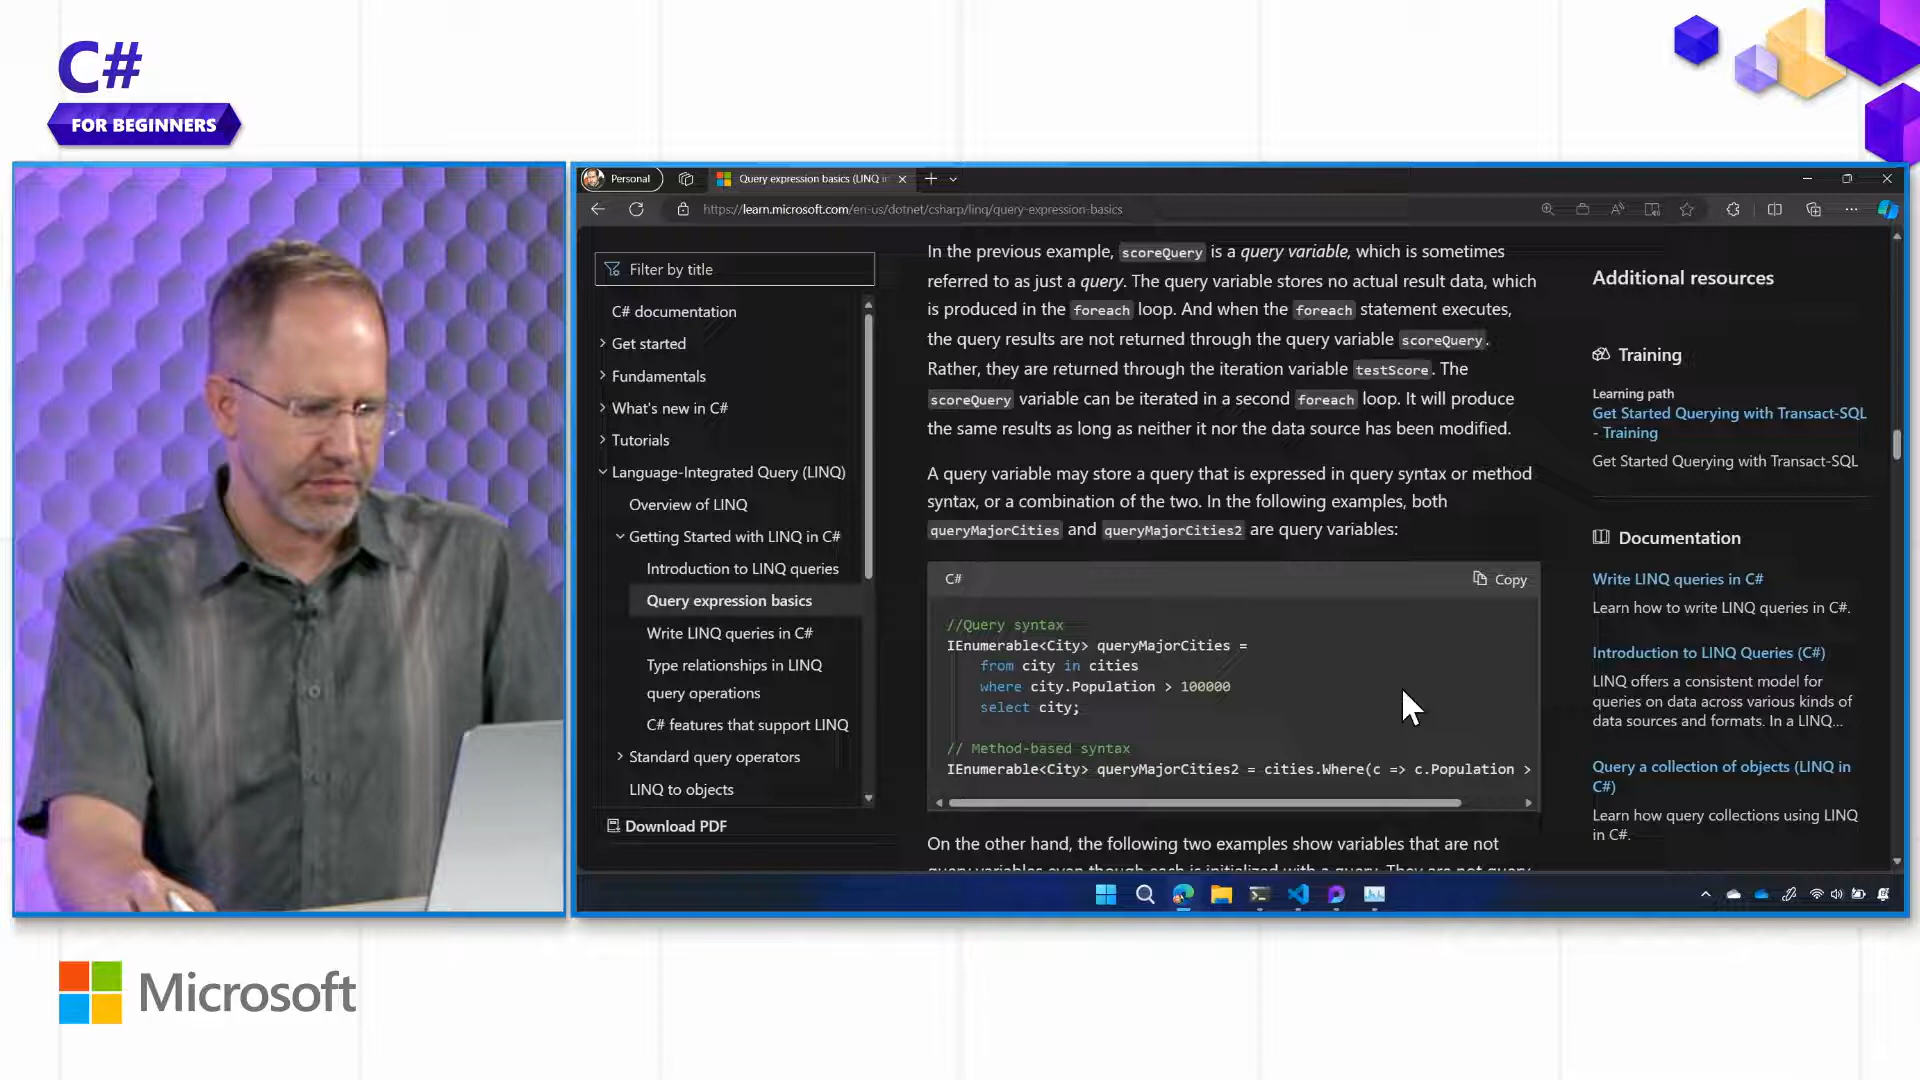 C#
FOR BEGINNERS
Personal
Query expression basics (LINQ in
https://learn.microsoft.com/en-us/dotnet/csharp/linq/query-expression-basics
Filter by title
C# documentation
Get started
Fundamentals
What's new in C#
Tutorials
Language-Integrated Query (LINQ)
Overview of LINQ
Getting Started with LINQ in C#
Introduction to LINQ queries
Query expression basics
Write LINQ queries in C#
Type relationships in LINQ
query operations
C# features that support LINQ
Standard query operators
LINQ to objects
Download PDF
In the previous example, scoreQuery is a query variable, which is sometimes
referred to as just a query. The query variable stores no actual result data, which
is produced in the foreach loop. And when the foreach statement executes,
the query results are not returned through the query variable scoreQuery.
Rather, they are returned through the iteration variable testScore. The
scoreQuery variable can be iterated in a second foreach loop. It will produce
the same results as long as neither it nor the data source has been modified.
A query variable may store a query that is expressed in query syntax or method
syntax, or a combination of the two. In the following examples, both
queryMajorCities and queryMajorCities2 are query variables:
C#
Copy
//Query syntax
IEnumerable<City> queryMajorCities =
from city in cities
where city.Population > 100000
select city;
// Method-based syntax
IEnumerable<City> queryMajorCities2 = cities.Where(c => c.Population >
On the other hand, the following two examples show variables that are not
query variables even though each is initialized with a query. They are not query
Additional resources
Training
Learning path
Get Started Querying with Transact-SQL
- Training
Get Started Querying with Transact-SQL
Documentation
Write LINQ queries in C#
Learn how to write LINQ queries in C#.
Introduction to LINQ Queries (C#)
LINQ offers a consistent model for
queries on data across various kinds of
data sources and formats. In a LINQ...
Query a collection of objects (LINQ in
C#)
Learn how query collections using LINQ
in C#.
Microsoft